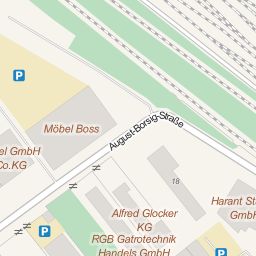 P
August-Borsig-Straße
Möbel Boss
el GmbH
Co.KG
18
Alfred Glocker
KG
Harant Sta
GmbH
RGB Gatrotechnik
Handels GmbH
P
P